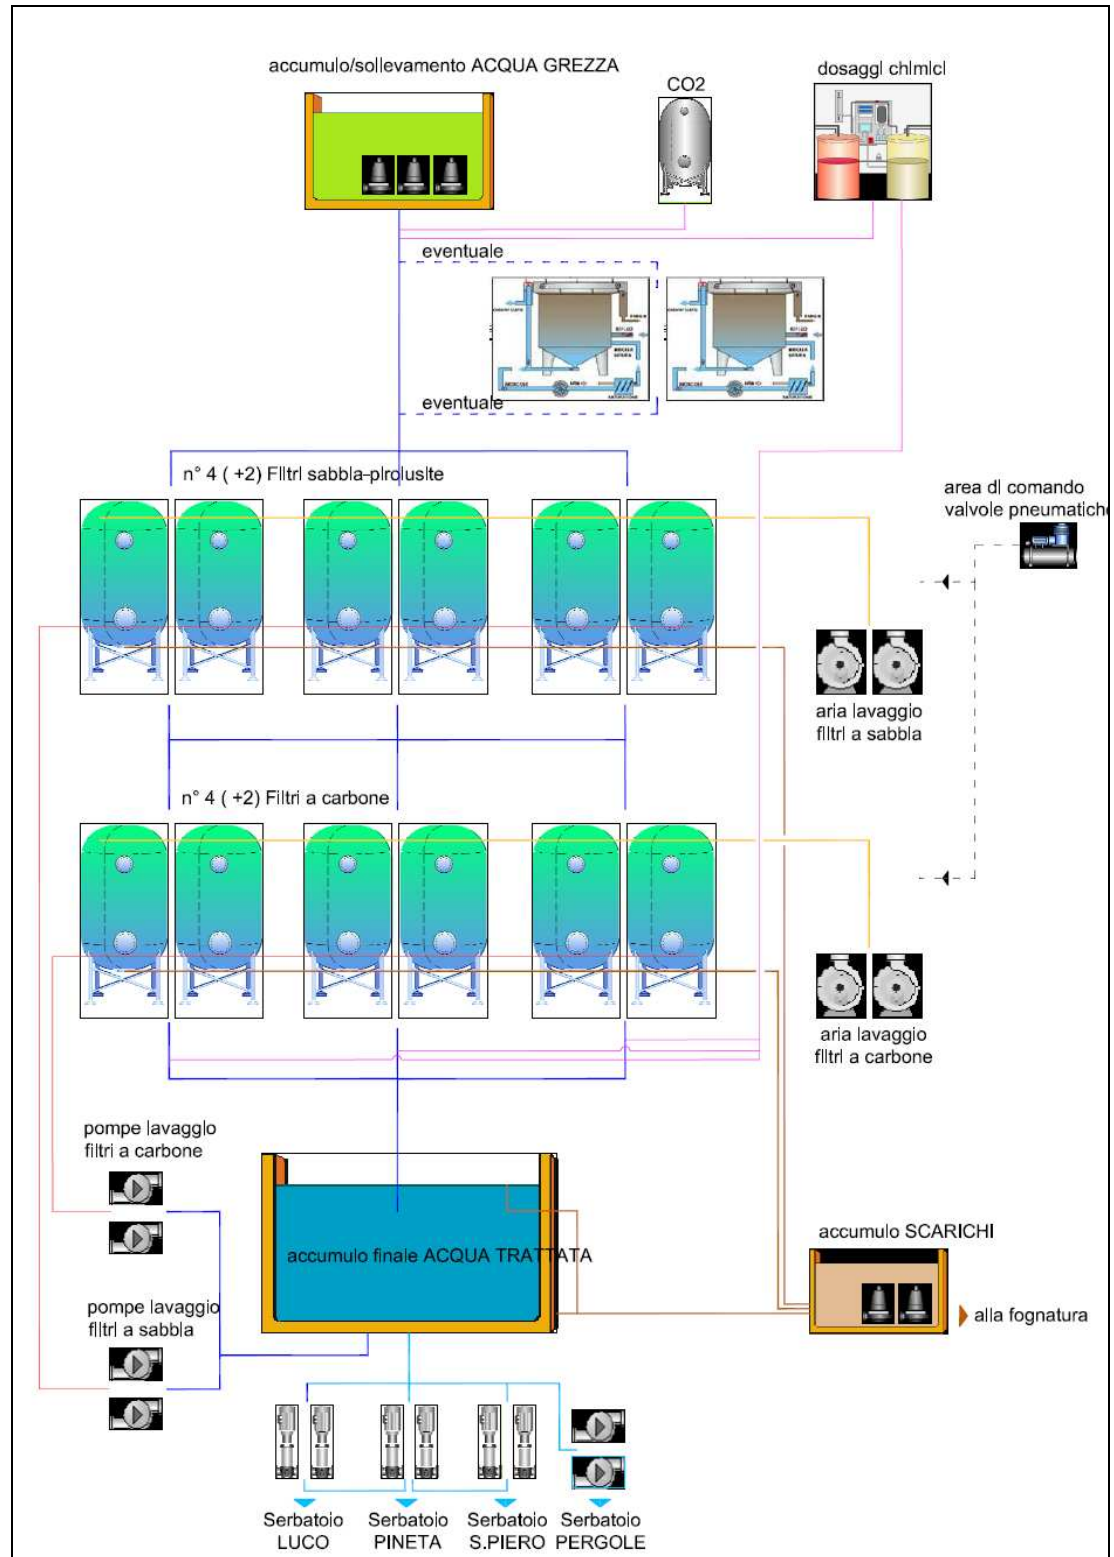 accumulo/sollevamento ACQUA GREZZA
CO2
dosaggi chimici
eventuale
eventuale
n° 4 ( +2) Filtri sabbia-pirolusite
area di comando
valvole pneumatiche
aria lavaggio
filtri a sabbia
n° 4 ( +2) Filtri a carbone
aria lavaggio
filtri a carbone
pompe lavaggio
filtri a carbone
accumulo finale ACQUA TRATTATA
accumulo SCARICHI
alla fognatura
pompe lavaggio
filtri a sabbia
Serbatoio
LUCO
Serbatoio
PINETA
Serbatoio
S.PIERO
Serbatoio
PERGOLE